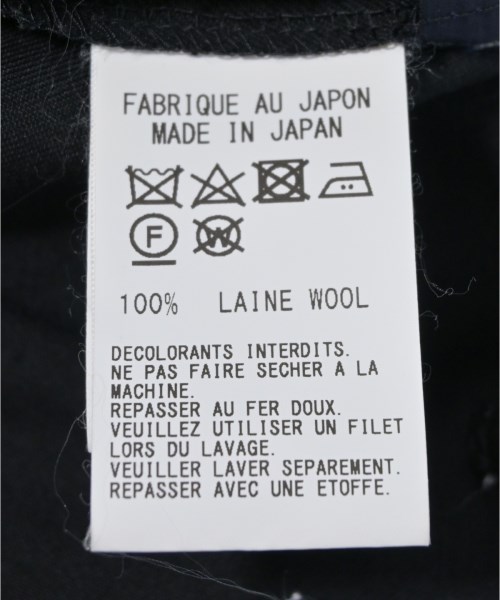 FABRIQUE AU JAPON
MADE IN JAPAN
F W
100% LAINE WOOL
DECOLORANTS INTERDITS.
NE PAS FAIRE SECHER A LA
MACHINE.
REPASSER AU FER DOUX.
VEUILLEZ UTILISER UN FILET
LORS DU LAVAGE.
VEUILLER LAVER SEPAREMENT.
REPASSER AVEC UNE ETOFFE.